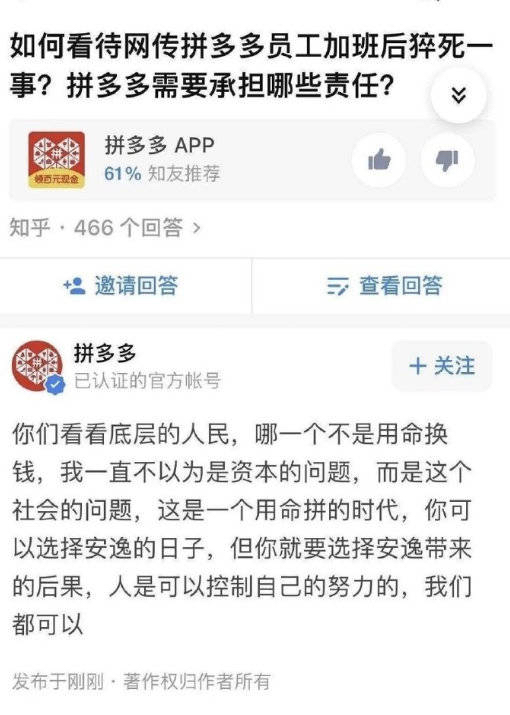 如何看待网传拼多多员工加班后猝死一
事？拼多多需要承担哪些责任？
拼
领百元现金
拼多多 APP
61% 知友推荐
知乎 · 466 个回答 >
邀请回答
查看回答
拼
拼多多
已认证的官方帐号
+ 关注
你们看看底层的人民，哪一个不是用命换
钱，我一直不以为是资本的问题，而是这个
社会的问题，这是一个用命拼的时代，你可
以选择安逸的日子，但你就要选择安逸带来
的后果，人是可以控制自己的努力的，我们
都可以
发布于刚刚 · 著作权归作者所有